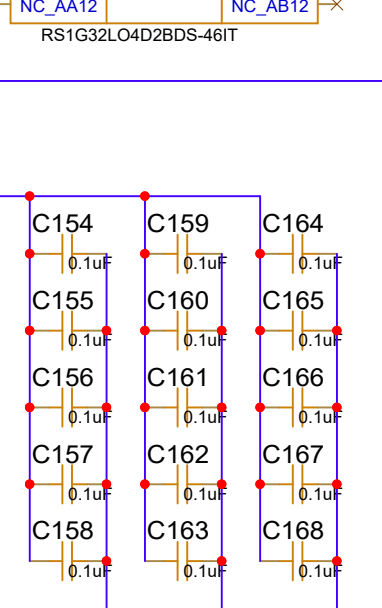 NC_AA12 NC_AB12
RS1G32LO4D2BDS-46IT
C154 C159 C164
0.1uF 0.1uF 0.1uF
C155 C160 C165
0.1uF 0.1uF 0.1uF
C156 C161 C166
0.1uF 0.1uF 0.1uF
C157 C162 C167
0.1uF 0.1uF 0.1uF
C158 C163 C168
0.1uF 0.1uF 0.1uF